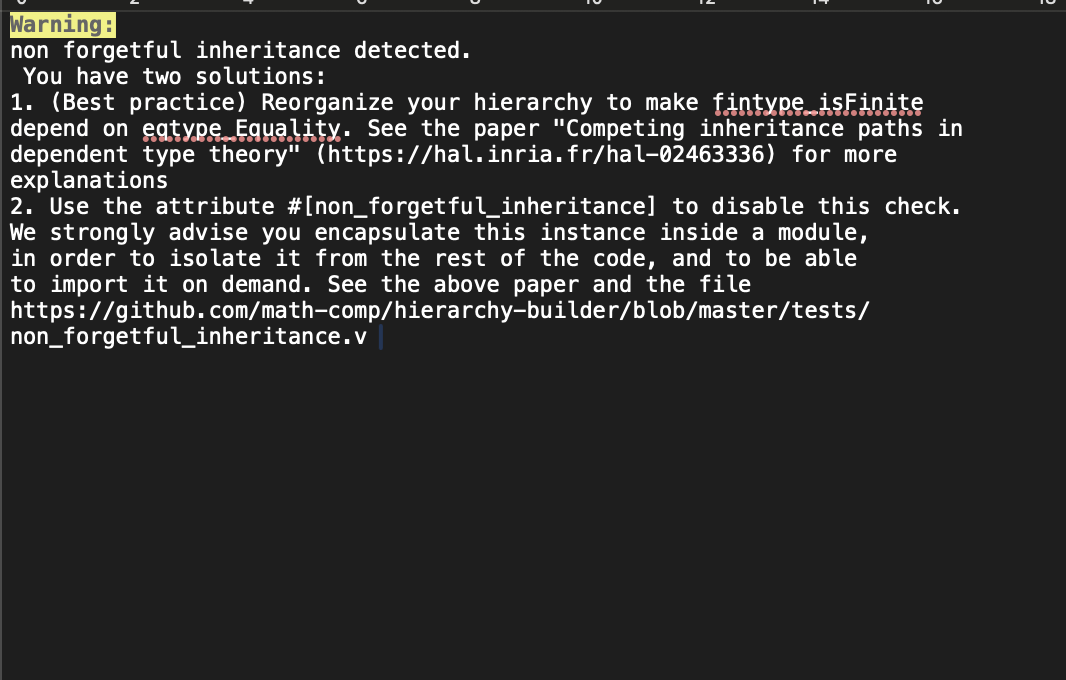 Warning:
non forgetful inheritance detected.
You have two solutions:
1. (Best practice) Reorganize your hierarchy to make fintype_isFinite
depend on eqtype_Equality. See the paper "Competing inheritance paths in
dependent type theory" (https://hal.inria.fr/hal-02463336) for more
explanations
2. Use the attribute #[non_forgetful_inheritance] to disable this check.
We strongly advise you encapsulate this instance inside a module,
in order to isolate it from the rest of the code, and to be able
to import it on demand. See the above paper and the file
https://github.com/math-comp/hierarchy-builder/blob/master/tests/
non_forgetful_inheritance.v